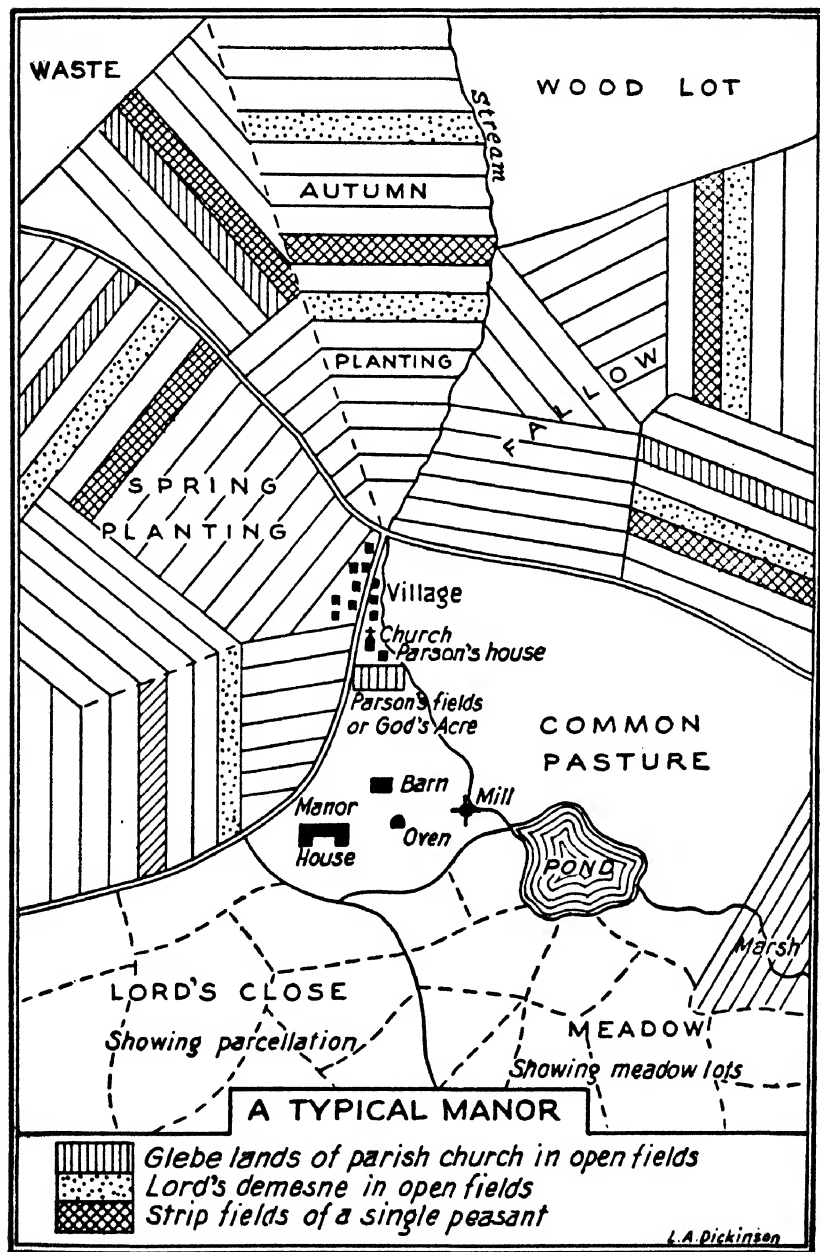 WASTE
WOOD LOT
Stream
AUTUMN
PLANTING
FALLOW
SPRING
PLANTING
Village
Church
Parson's house
Parson's fields
or God's Acre
COMMON
PASTURE
Barn
Mill
Manor
House
Oven
POND
Marsh
LORD'S CLOSE
Showing parcellation
MEADOW
Showing meadow lots
A TYPICAL MANOR
Glebe lands of parish church in open fields
Lord's demesne in open fields
Strip fields of a single peasant
L.A.Dickinson